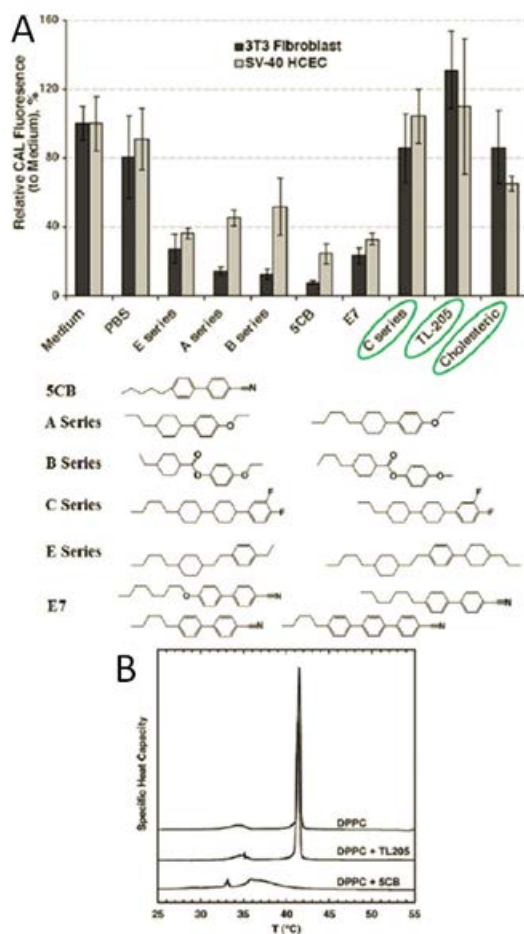 A
Relative CAL Fluoresence
(to Medium), %
160
120
80
40
0
3T3 Fibroblast
SV-40 HCEC
Medium
PBS
E series
A series
B series
5CB
E7
C series
TL-205
Cholesteric
5CB
N
A Series
O
O
B Series
O
O
O
O
O
O
C Series
F
F
F
F
E Series
E7
O
N
N
N
N
B
Specific Heat Capacity
DPPC
DPPC + TL205
DPPC + 5CB
25
30
35
40
45
50
55
T (°C)